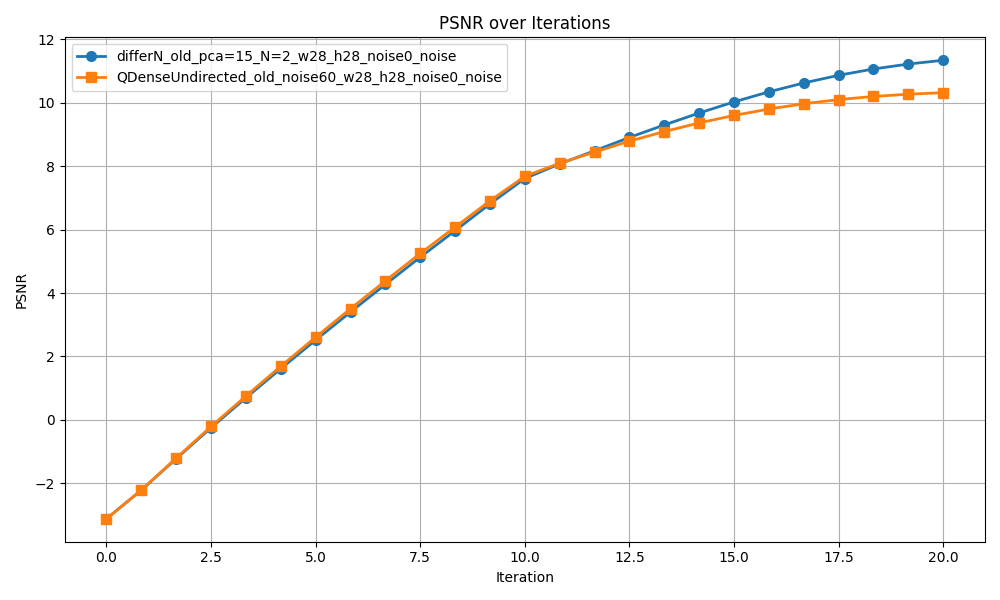 PSNR over Iterations
differN_old_pca=15_N=2_w28_h28_noise0_noise
QDenseUndirected_old_noise60_w28_h28_noise0_noise
12
10
8
6
4
2
0
−2
PSNR
0.0 2.5 5.0 7.5 10.0 12.5 15.0 17.5 20.0
Iteration